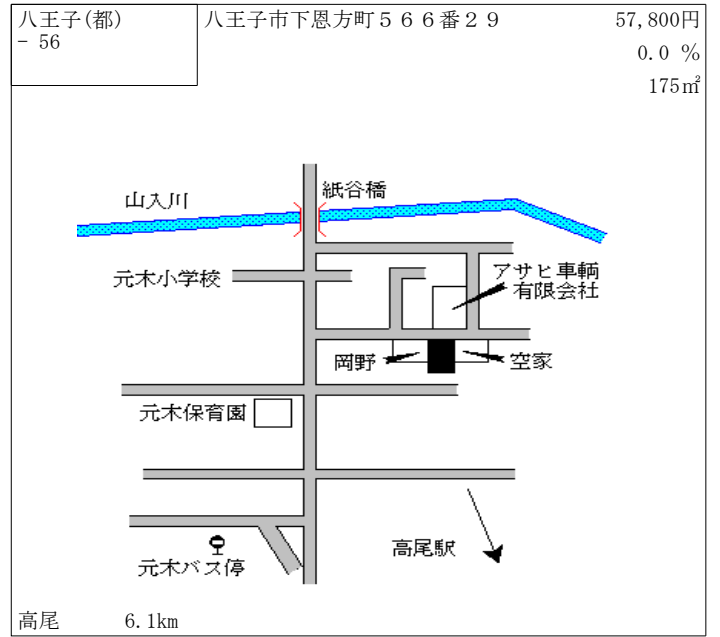 八王子(都)
- 56
八王子市下恩方町５６６番２９
57,800円
0.0 %
175㎡
山入川
紙谷橋
元木小学校
アサヒ車輌
有限会社
岡野
空家
元木保育園
高尾駅
元木バス停
高尾 6.1km